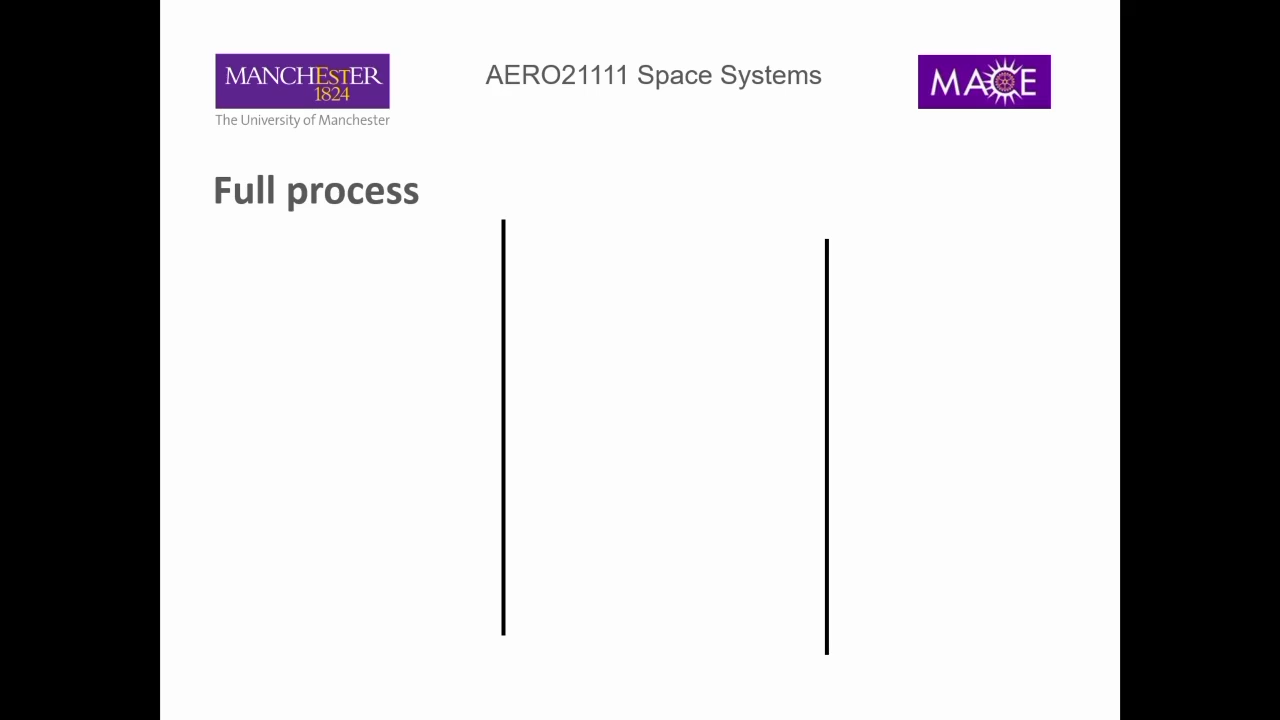 MANCHESTER
1824
The University of Manchester
AERO21111 Space Systems
MACE
Full process